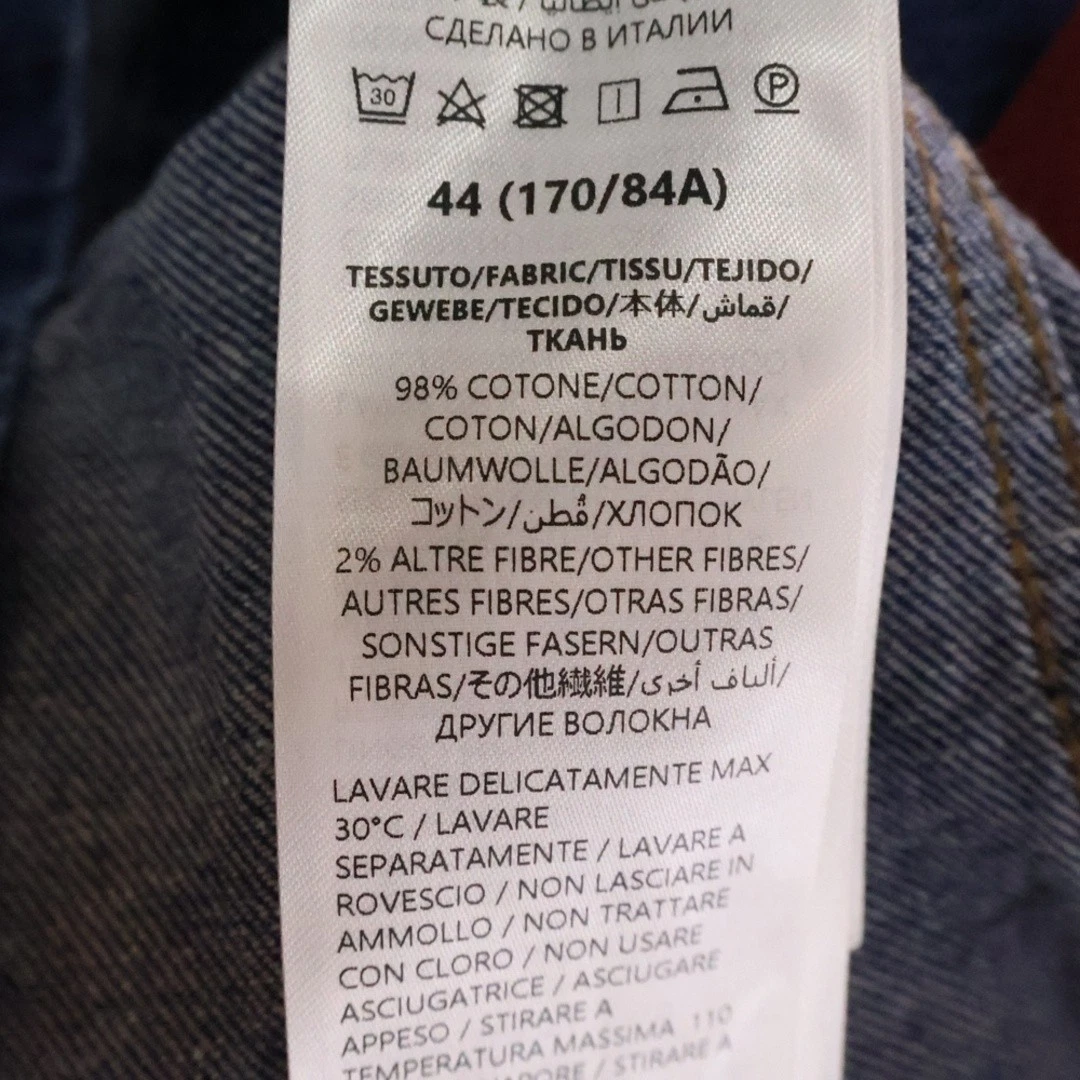 СДЕЛАНО В ИТАЛИИ
30
P
44 (170/84A)
TESSUTO/FABRIC/TISSU/TEJIDO/
GEWEBE/TECIDO/本体/قماش/
ТКАНЬ
98% COTONE/COTTON/
COTON/ALGODON/
BAUMWOLLE/ALGODÃO/
コットン/قُطن/ХЛОПОК
2% ALTRE FIBRE/OTHER FIBRES/
AUTRES FIBRES/OTRAS FIBRAS/
SONSTIGE FASERN/OUTRAS
FIBRAS/その他繊維/ألياف أخرى/
ДРУГИЕ ВОЛОКНА
LAVARE DELICATAMENTE MAX
30°C / LAVARE
SEPARATAMENTE / LAVARE A
ROVESCIO / NON LASCIARE IN
AMMOLLO / NON TRATTARE
CON CLORO / NON USARE
ASCIUGATRICE / ASCIUGARE
APPESO / STIRARE A
TEMPERATURA MASSIMA 110
VAPORE / STIRARE A